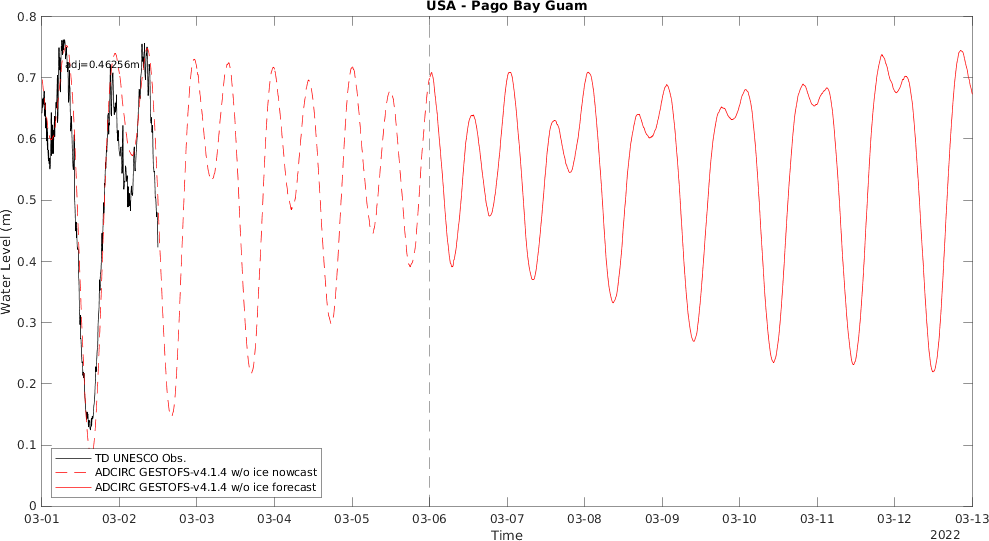 USA - Pago Bay Guam
0.8
0.7
0.6
0.5
0.4
0.3
0.2
0.1
0
Water Level (m)
adj=0.46256m
TD UNESCO Obs.
ADCIRC GESTOFS-v4.1.4 w/o ice nowcast
ADCIRC GESTOFS-v4.1.4 w/o ice forecast
03-01 03-02 03-03 03-04 03-05 03-06 03-07 03-08 03-09 03-10 03-11 03-12 03-13
Time
2022